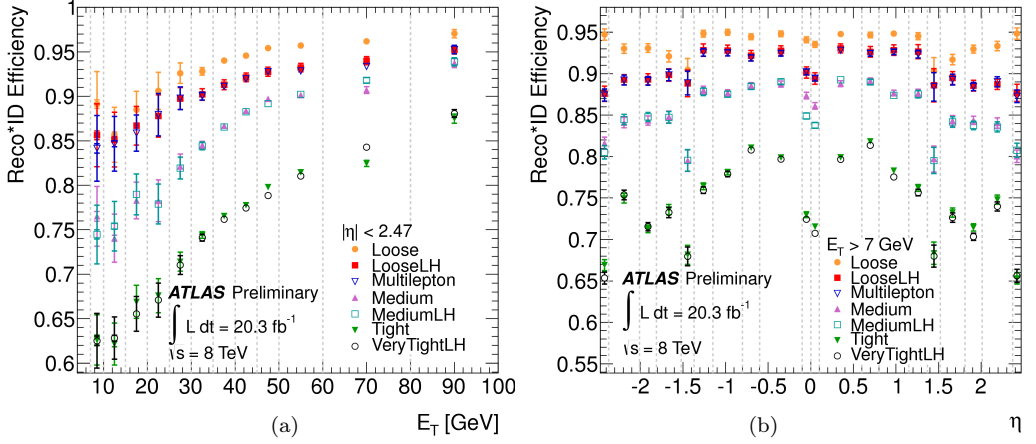 Reco*ID Efficiency
1
0.95
0.9
0.85
0.8
0.75
0.7
0.65
0.6
|η| < 2.47
Loose
LooseLH
Multilepton
Medium
MediumLH
Tight
VeryTightLH
ATLAS Preliminary
∫ L dt = 20.3 fb⁻¹
√s = 8 TeV
10 20 30 40 50 60 70 80 90 100
E_T [GeV]
(a)
Reco*ID Efficiency
0.95
0.9
0.85
0.8
0.75
0.7
0.65
0.6
0.55
E_T > 7 GeV
Loose
LooseLH
Multilepton
Medium
MediumLH
Tight
VeryTightLH
ATLAS Preliminary
∫ L dt = 20.3 fb⁻¹
√s = 8 TeV
-2 -1.5 -1 -0.5 0 0.5 1 1.5 2
η
(b)